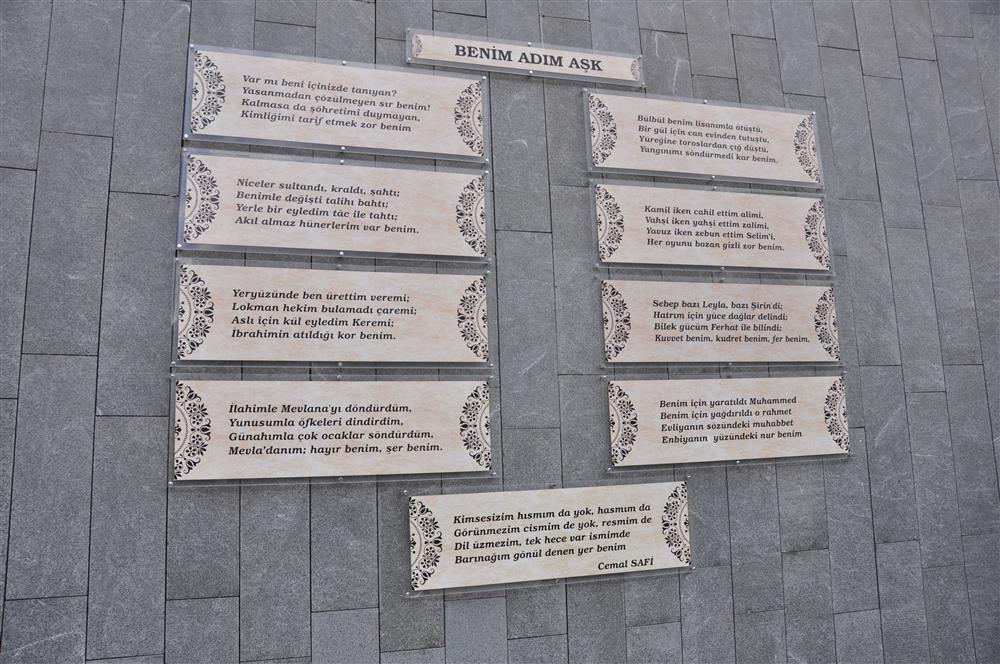 BENİM ADIM AŞK
Var mı beni içinizde tanıyan?
Yaşanmadan çözülmeyen sır benim!
Kalmasa da şöhretimi duymayan,
Kimliğimi tarif etmek zor benim
Niceler sultandı, kraldı, şahtı;
Benimle değişti talihi bahtı;
Yerle bir eyledim tâc ile tahtı;
Akıl almaz hünerlerim var benim.
Yeryüzünde ben ürettim veremi;
Lokman hekim bulamadı çaremi;
Aslı için kül eyledim Keremi;
İbrahimin atıldığı kor benim.
İlahimle Mevlana'yı döndürdüm,
Yunusumla öfkeleri dindirdim,
Günahımla çok ocaklar söndürdüm,
Mevla'danım; hayır benim, şer benim.
Bülbül benim lisanımla ötüştü,
Bir gül için can evinden tutuştu,
Yüreğine toroslardan çığ düştü,
Yangınımı söndürmedi kar benim.
Kamil iken cahil ettim alimi,
Vahşi iken yahşi ettim zalimi,
Yavuz iken zebun ettim Selim'i,
Her oyunu bozan gizli zor benim.
Sebep bazı Leyla, bazı Şirin'di;
Hatrım için yüce dağlar delindi;
Bilek gücüm Ferhat ile bilindi;
Kuvvet benim, kudret benim, fer benim,
Benim için yaratıldı Muhammed
Benim için yağdırıldı o rahmet
Evliyanın sözündeki muhabbet
Enbiyanın yüzündeki nur benim
Kimsesizim hısmım da yok, hasmım da
Görünmezim cismim de yok, resmim de
Dil üzmezim, tek hece var ismimde
Barınağım gönül denen yer benim
Cemal SAFİ